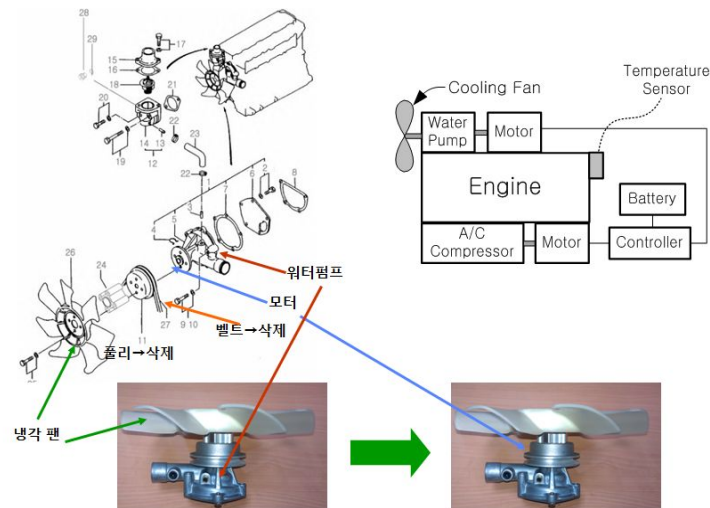 28
29
15
16
17
18
20
21
22
23
14
13
19
12
22
1
2
3
4
5
6
7
8
26
24
11
27
9
10
워터펌프
모터
벨트→삭제
풀리→삭제
냉각 팬
Cooling Fan
Temperature
Sensor
Water
Pump
Motor
Engine
Battery
A/C
Compressor
Motor
Controller